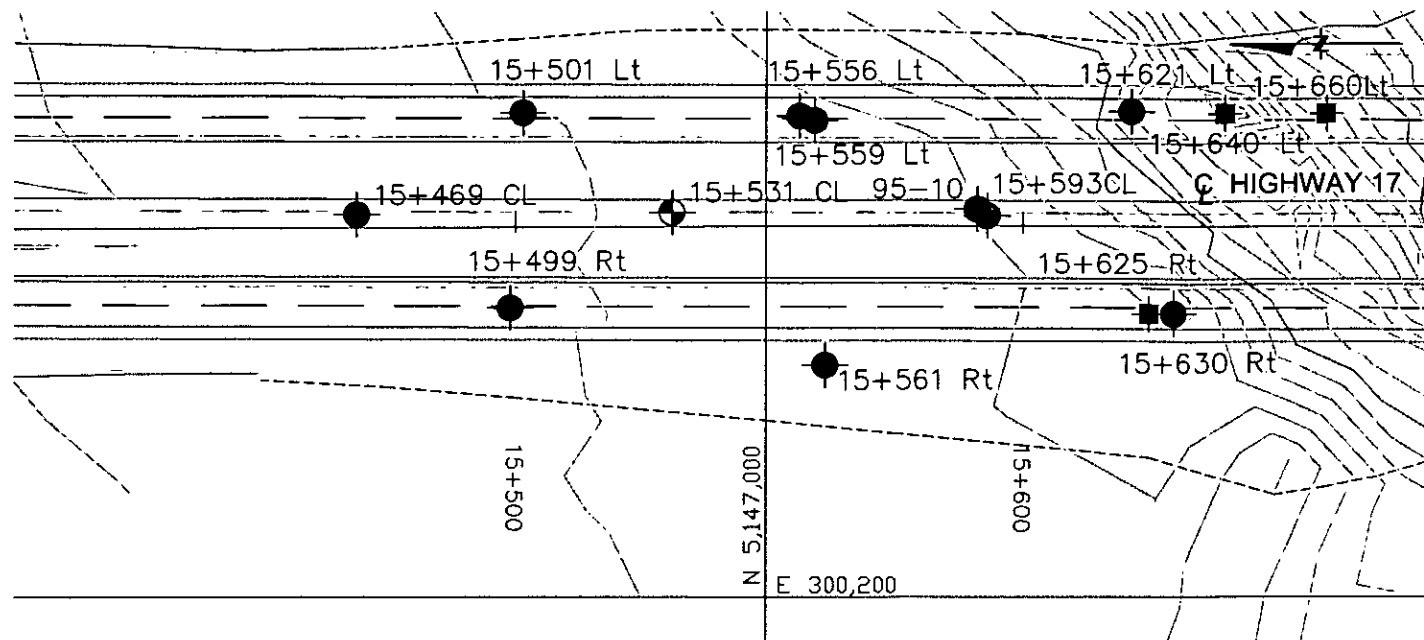 Z
15+501 Lt
15+556 Lt
15+621 Lt
15+660Lt
15+559 Lt
15+640 Lt
15+469 CL
15+531 CL
95-10
15+593CL
℄ HIGHWAY 17
15+499 Rt
15+625 Rt
15+561 Rt
15+630 Rt
15+500
N 5,147,000
15+600
E 300,200